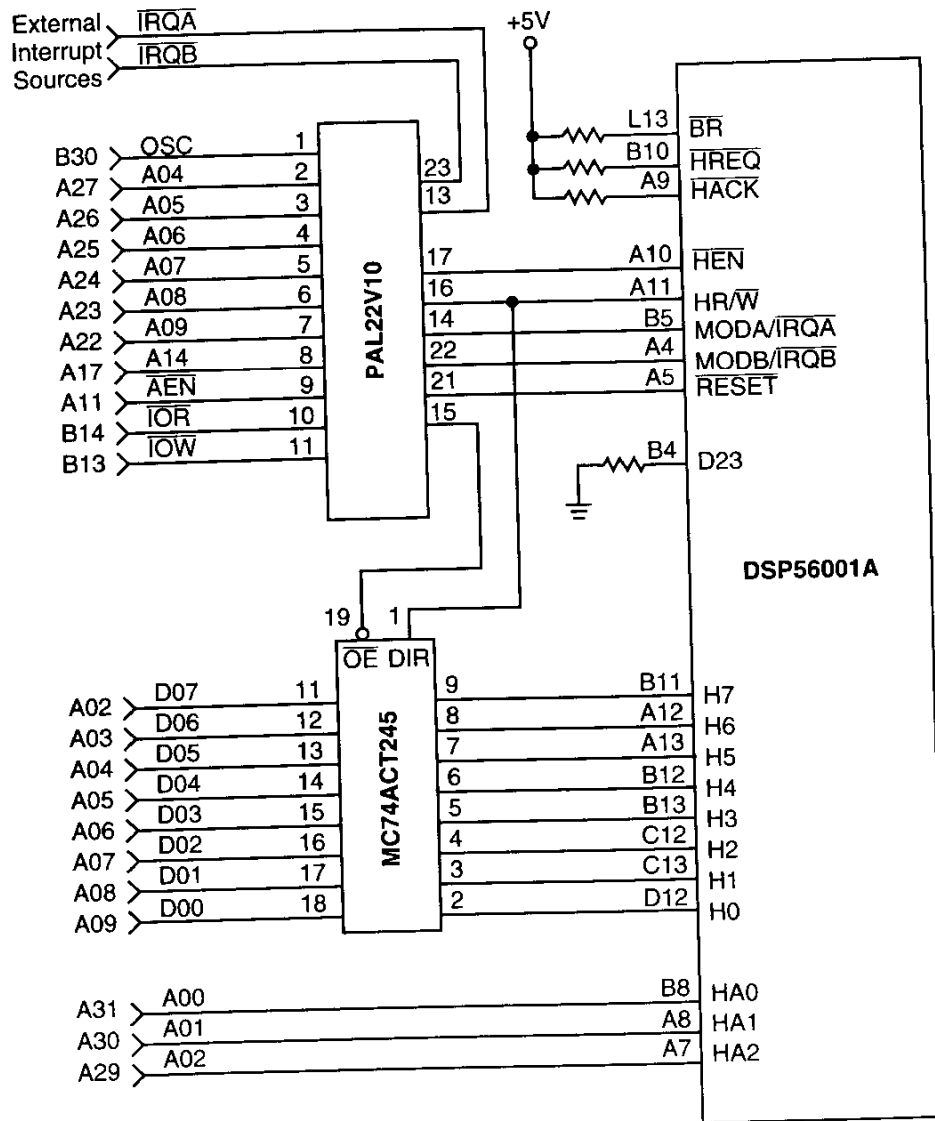 External
Interrupt
Sources
IRQA
IRQB
+5V
B30 OSC 1
A27 A04 2
A26 A05 3
A25 A06 4
A24 A07 5
A23 A08 6
A22 A09 7
A17 A14 8
A11 AEN 9
B14 IOR 10
B13 IOW 11
PAL22V10
23
13
17
16
14
22
21
15
L13 BR
B10 HREQ
A9 HACK
A10 HEN
A11 HR/W
B5 MODA/IRQA
A4 MODB/IRQB
A5 RESET
B4 D23
DSP56001A
19 1
OE DIR
MC74ACT245
A02 D07 11
A03 D06 12
A04 D05 13
A05 D04 14
A06 D03 15
A07 D02 16
A08 D01 17
A09 D00 18
9 B11 H7
8 A12 H6
7 A13 H5
6 B12 H4
5 B13 H3
4 C12 H2
3 C13 H1
2 D12 H0
A31 A00 B8 HA0
A30 A01 A8 HA1
A29 A02 A7 HA2